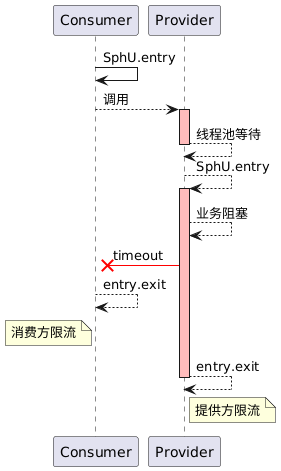 Consumer Provider
SphU.entry
调用
线程池等待
SphU.entry
业务阻塞
timeout
entry.exit
消费方限流
entry.exit
提供方限流
Consumer Provider